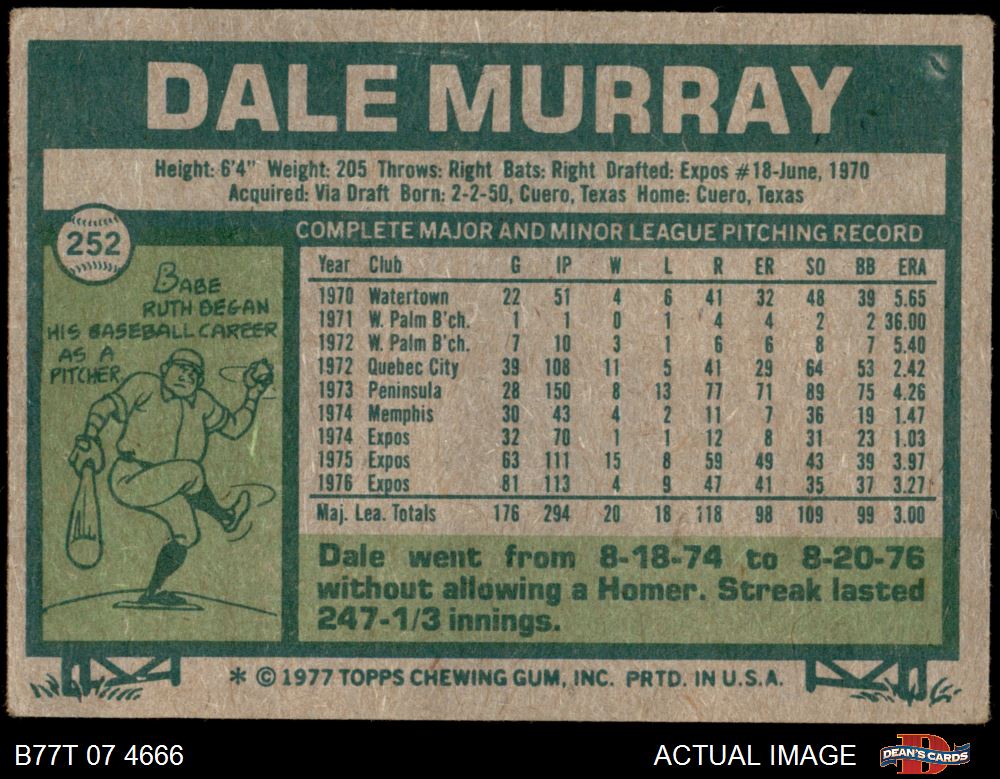 DALE MURRAY
Height: 6'4" Weight: 205 Throws: Right Bats: Right Drafted: Expos #18-June, 1970
Acquired: Via Draft Born: 2-2-50, Cuero, Texas Home: Cuero, Texas
252
BABE
RUTH BEGAN
HIS BASEBALL CAREER
AS A
PITCHER
COMPLETE MAJOR AND MINOR LEAGUE PITCHING RECORD
Year Club G IP W L R ER SO BB ERA
1970 Watertown 22 51 4 6 41 32 48 39 5.65
1971 W. Palm B'ch. 1 1 0 1 4 4 2 2 36.00
1972 W. Palm B'ch. 7 10 3 1 6 6 8 7 5.40
1972 Quebec City 39 108 11 5 41 29 64 53 2.42
1973 Peninsula 28 150 8 13 77 71 89 75 4.26
1974 Memphis 30 43 4 2 11 7 36 19 1.47
1974 Expos 32 70 1 1 12 8 31 23 1.03
1975 Expos 63 111 15 8 59 49 43 39 3.97
1976 Expos 81 113 4 9 47 41 35 37 3.27
Maj. Lea. Totals 176 294 20 18 118 98 109 99 3.00
Dale went from 8-18-74 to 8-20-76
without allowing a Homer. Streak lasted
247-1/3 innings.
* © 1977 TOPPS CHEWING GUM, INC. PRTD. IN U.S.A.
B77T 07 4666
ACTUAL IMAGE
DEAN'S CARDS